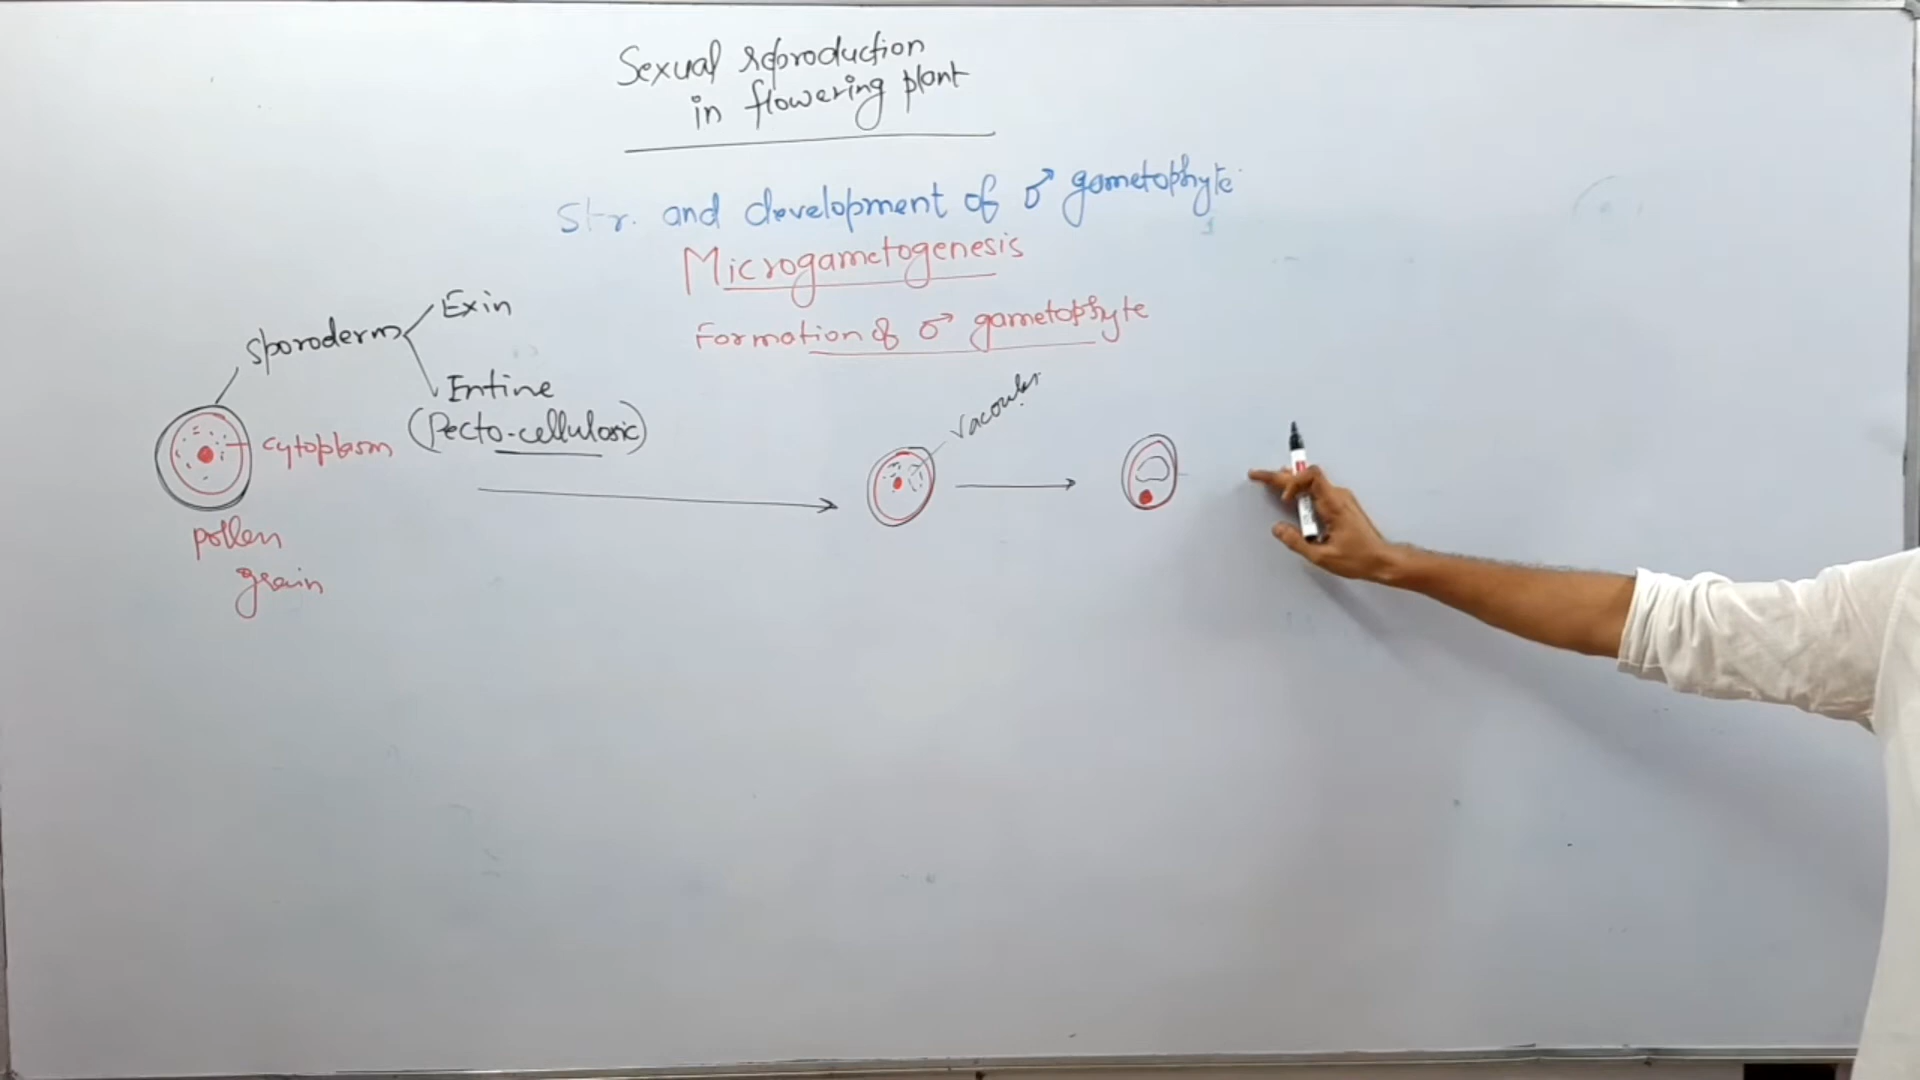 Sexual reproduction
in flowering plant
Str. and development of ♂ gametophyte
Microgametogenesis
Formation of ♂ gametophyte
Sporoderm
Exin
Entine
(Pecto-cellulosic)
cytoplasm
pollen
grain